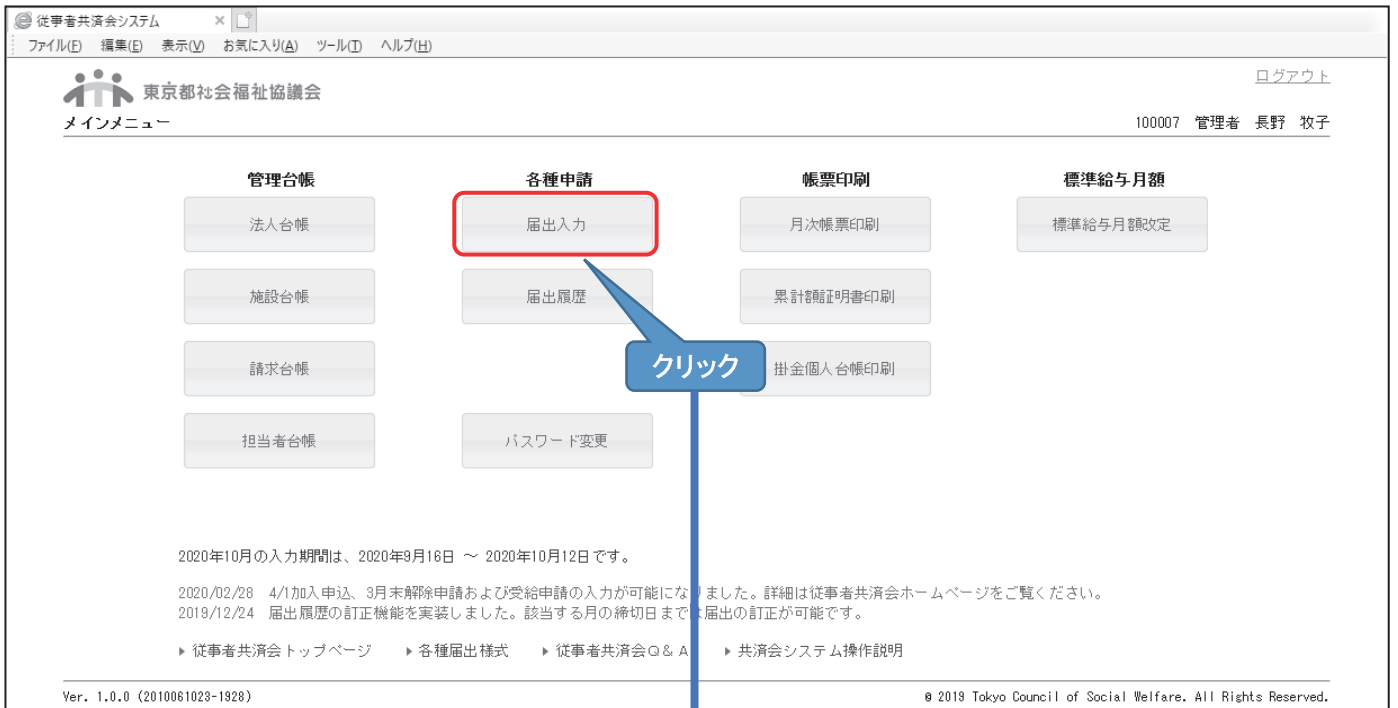 従事者共済会システム ×
ファイル(F) 編集(E) 表示(V) お気に入り(A) ツール(T) ヘルプ(H)
東京都社会福祉協議会
ログアウト
メインメニュー
100007 管理者 長野 牧子
管理台帳 各種申請 帳票印刷 標準給与月額
法人台帳 届出入力 月次帳票印刷 標準給与月額改定
施設台帳 届出履歴 累計額証明書印刷
請求台帳 クリック 掛金個人台帳印刷
担当者台帳 パスワード変更
2020年10月の入力期間は、2020年9月16日 ～ 2020年10月12日です。
2020/02/28 4/1加入申込、3月末解除申請および受給申請の入力が可能になりました。詳細は従事者共済会ホームページをご覧ください。
2019/12/24 届出履歴の訂正機能を実装しました。該当する月の締切日までは届出の訂正が可能です。
従事者共済会トップページ 各種届出様式 従事者共済会Q&A 共済会システム操作説明
Ver. 1.0.0 (2010061023-1928)
© 2019 Tokyo Council of Social Welfare. All Rights Reserved.